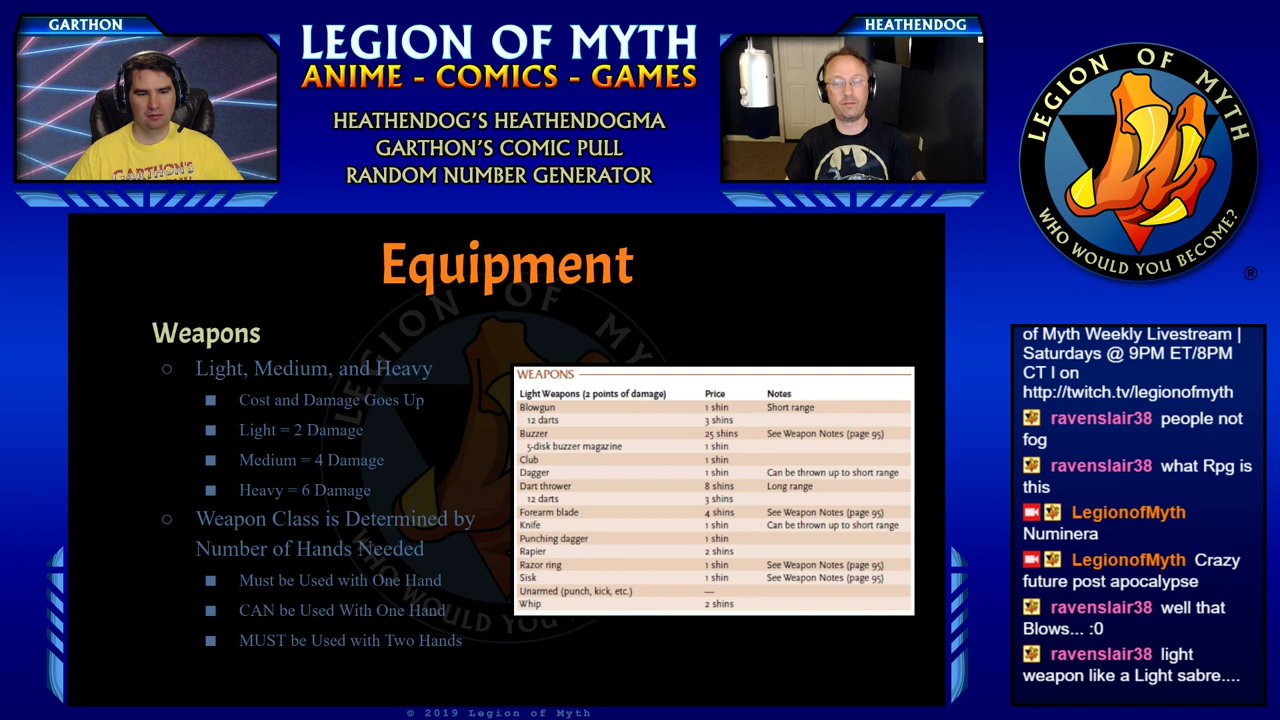 GARTHON
LEGION OF MYTH
ANIME - COMICS - GAMES
HEATHENDOG'S HEATHENDOGMA
GARTHON'S COMIC PULL
RANDOM NUMBER GENERATOR
HEATHENDOG
GARTHON'S
LEGION OF MYTH
WHO WOULD YOU BECOME?
®
Equipment
Weapons
○ Light, Medium, and Heavy
■ Cost and Damage Goes Up
■ Light = 2 Damage
■ Medium = 4 Damage
■ Heavy = 6 Damage
○ Weapon Class is Determined by
Number of Hands Needed
■ Must be Used with One Hand
■ CAN be Used With One Hand
■ MUST be Used with Two Hands
LEGION OF MYTH
WHO WOULD YOU
WEAPONS
Light Weapons (2 points of damage) Price Notes
Blowgun 1 shin Short range
12 darts 3 shins
Buzzer 25 shins See Weapon Notes (page 95)
5-disk buzzer magazine 1 shin
Club 1 shin
Dagger 1 shin Can be thrown up to short range
Dart thrower 8 shins Long range
12 darts 3 shins
Forearm blade 4 shins See Weapon Notes (page 95)
Knife 1 shin Can be thrown up to short range
Punching dagger 1 shin
Rapier 2 shins
Razor ring 1 shin See Weapon Notes (page 95)
Sisk 1 shin See Weapon Notes (page 95)
Unarmed (punch, kick, etc.) —
Whip 2 shins
of Myth Weekly Livestream |
Saturdays @ 9PM ET/8PM
CT I on
http://twitch.tv/legionofmyth
ravenslair38 people not
fog
ravenslair38 what Rpg is
this
LegionofMyth
Numinera
LegionofMyth Crazy
future post apocalypse
ravenslair38 well that
Blows... :0
ravenslair38 light
weapon like a Light sabre....
© 2019 Legion of Myth